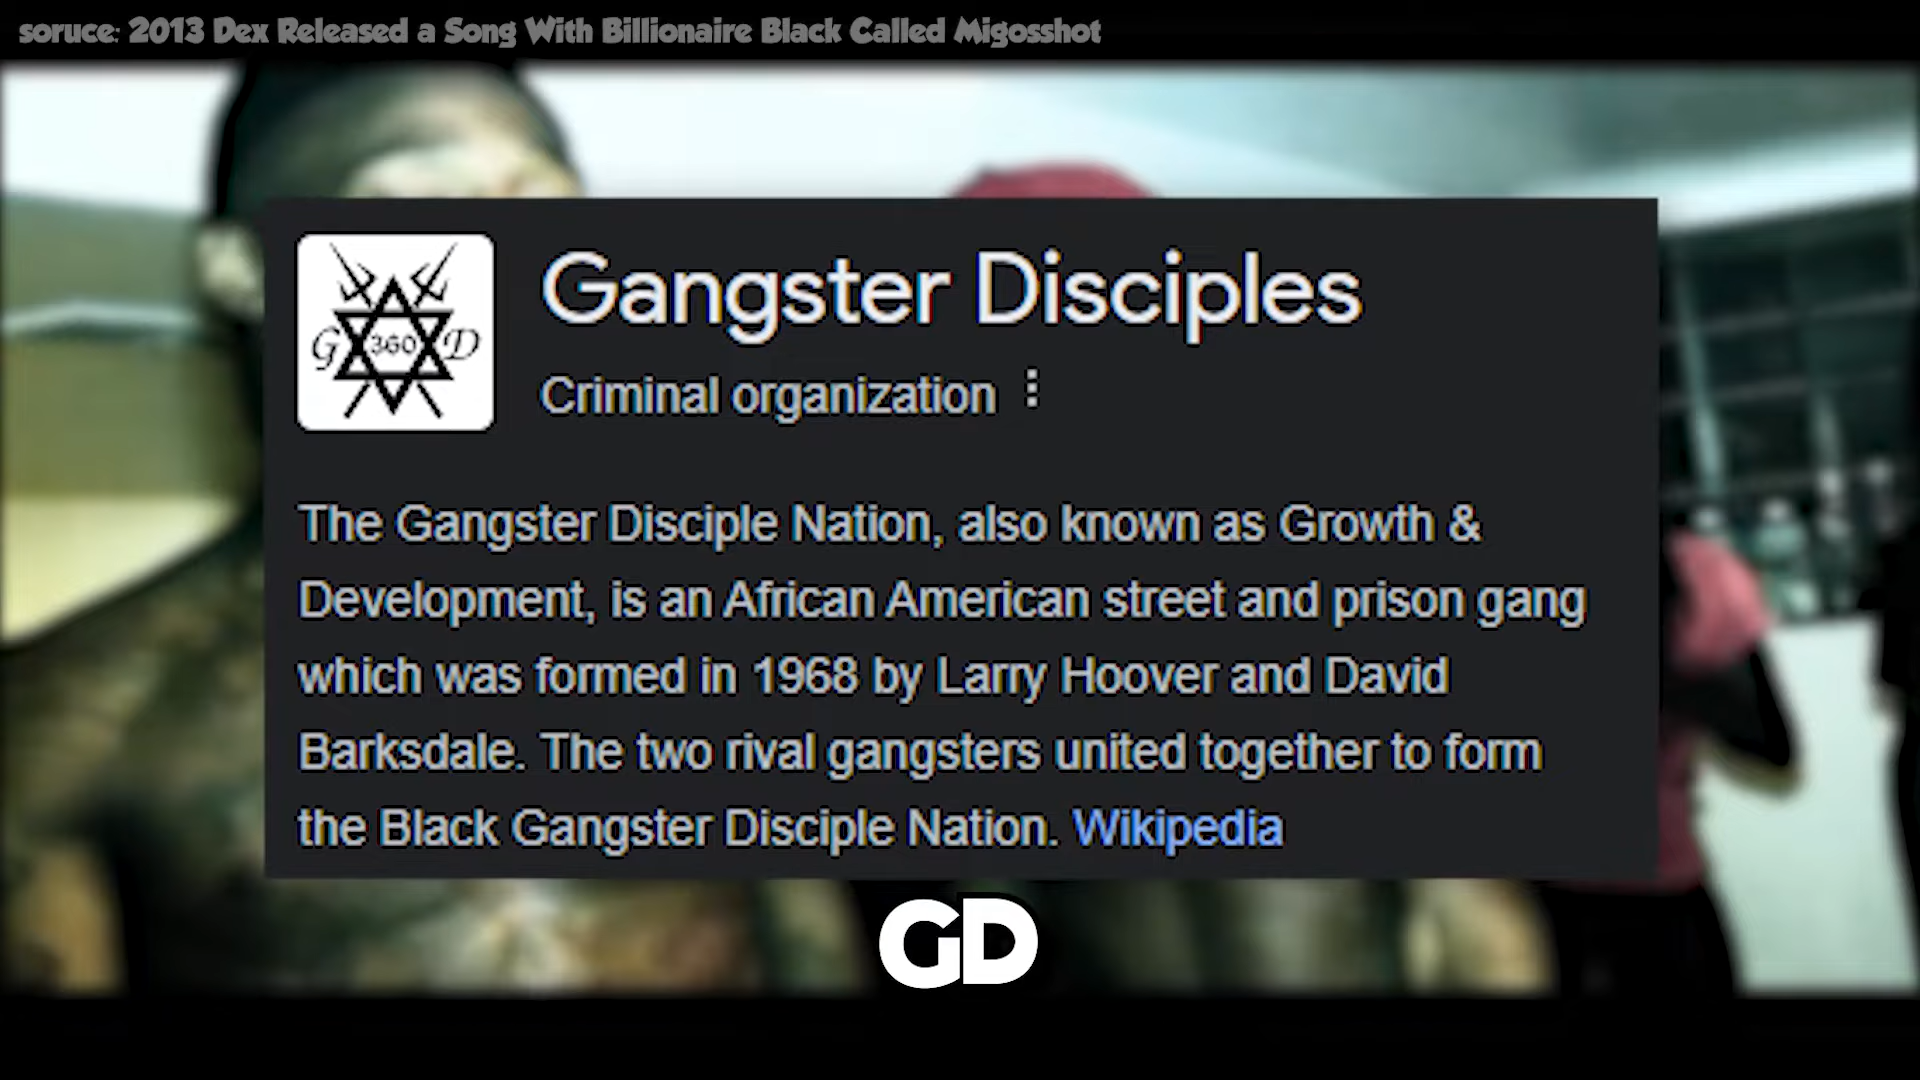 soruce: 2013 Dex Released a Song With Billionaire Black Called Migosshot
Gangster Disciples
G 360 D
Criminal organization
The Gangster Disciple Nation, also known as Growth &
Development, is an African American street and prison gang
which was formed in 1968 by Larry Hoover and David
Barksdale. The two rival gangsters united together to form
the Black Gangster Disciple Nation. Wikipedia
GD